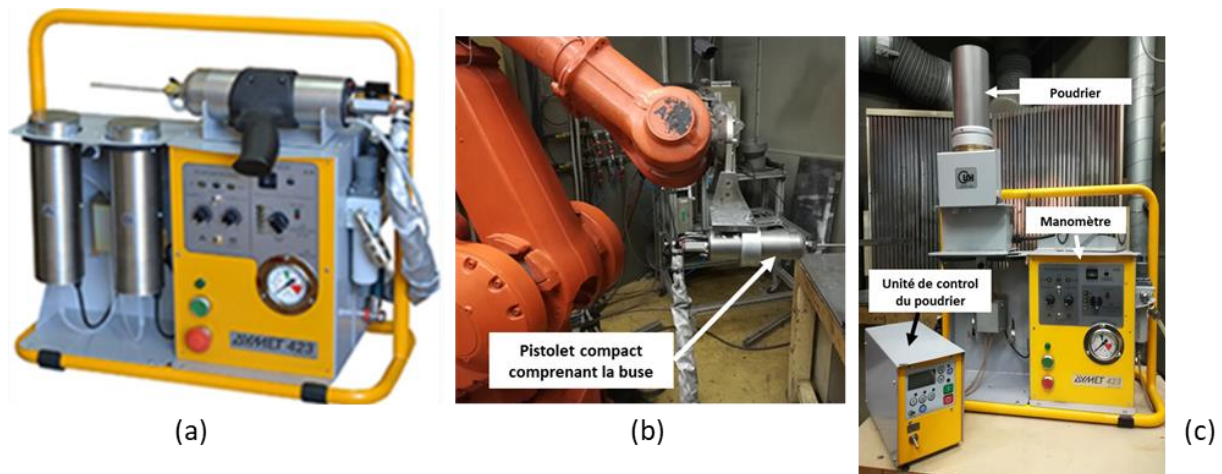 DYMET 423
Pistolet compact
comprenant la buse
Poudrier
Manomètre
Unité de control
du poudrier
DYMET 423
(a)
(b)
(c)